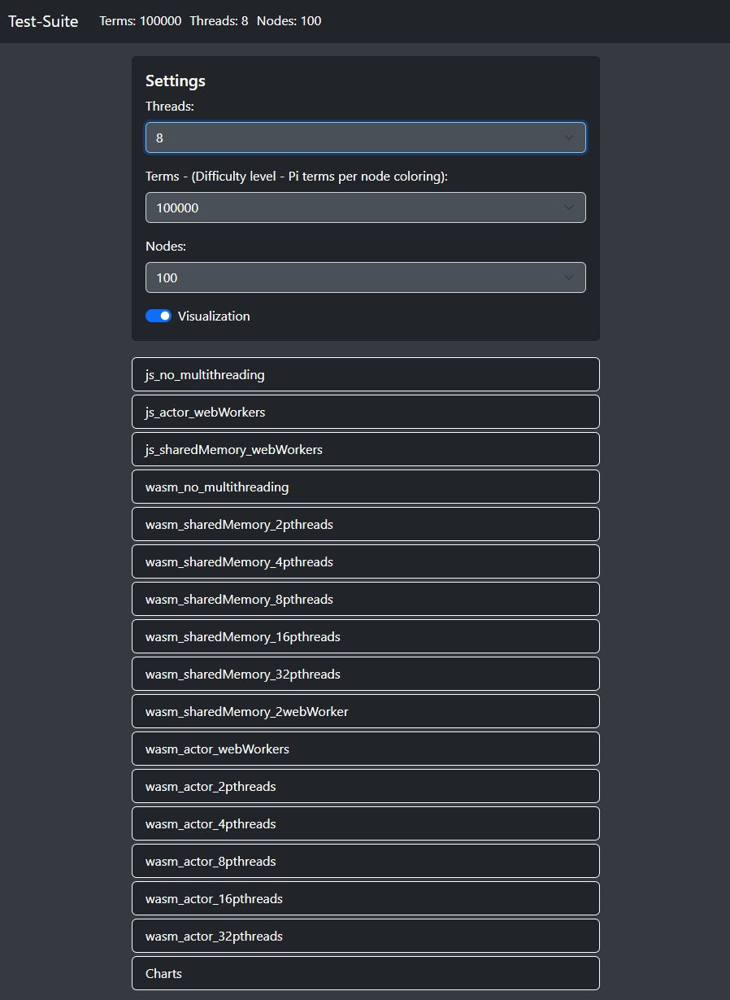 Test-Suite Terms: 100000 Threads: 8 Nodes: 100
Settings
Threads:
8
Terms - (Difficulty level - Pi terms per node coloring):
100000
Nodes:
100
Visualization
js_no_multithreading
js_actor_webWorkers
js_sharedMemory_webWorkers
wasm_no_multithreading
wasm_sharedMemory_2pthreads
wasm_sharedMemory_4pthreads
wasm_sharedMemory_8pthreads
wasm_sharedMemory_16pthreads
wasm_sharedMemory_32pthreads
wasm_sharedMemory_2webWorker
wasm_actor_webWorkers
wasm_actor_2pthreads
wasm_actor_4pthreads
wasm_actor_8pthreads
wasm_actor_16pthreads
wasm_actor_32pthreads
Charts